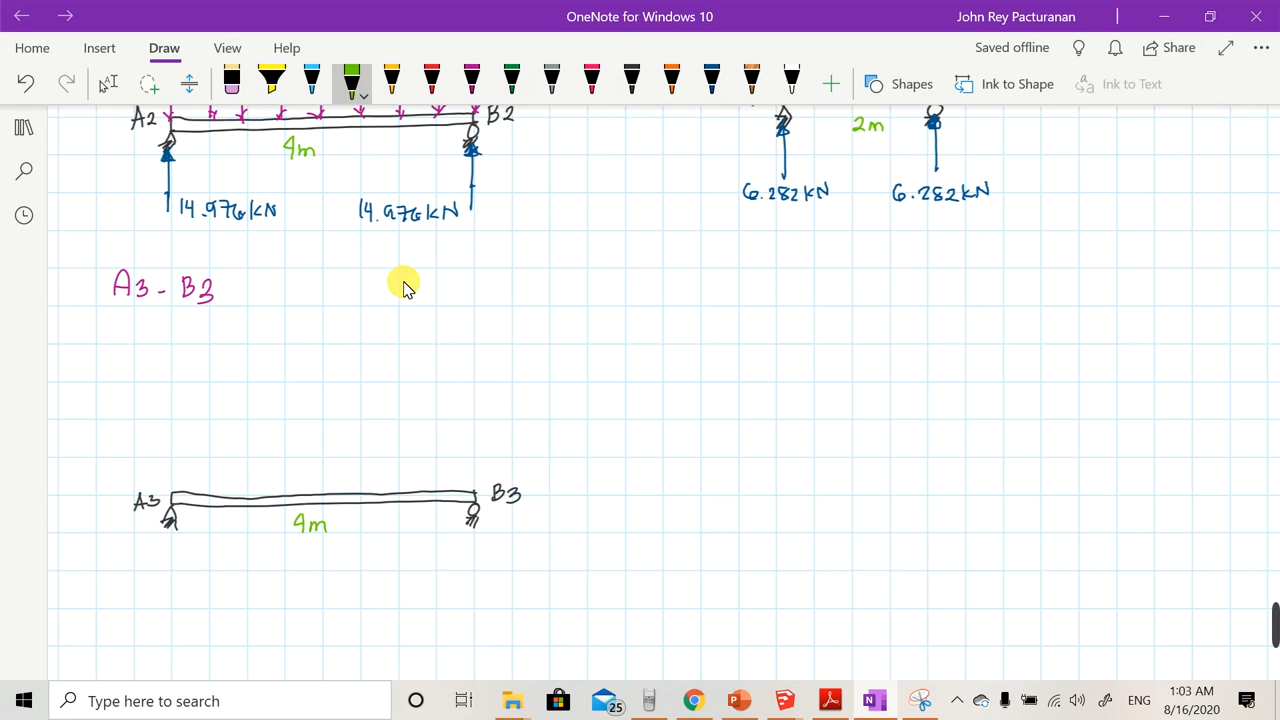 OneNote for Windows 10
John Rey Pacturanan
Home Insert Draw View Help
Saved offline
Share
Shapes
Ink to Shape
Ink to Text
A2
B2
4m
14.976kN
14.976kN
2m
6.282kN
6.282kN
A3 - B3
A3
B3
4m
Type here to search
25
ENG
1:03 AM
8/16/2020